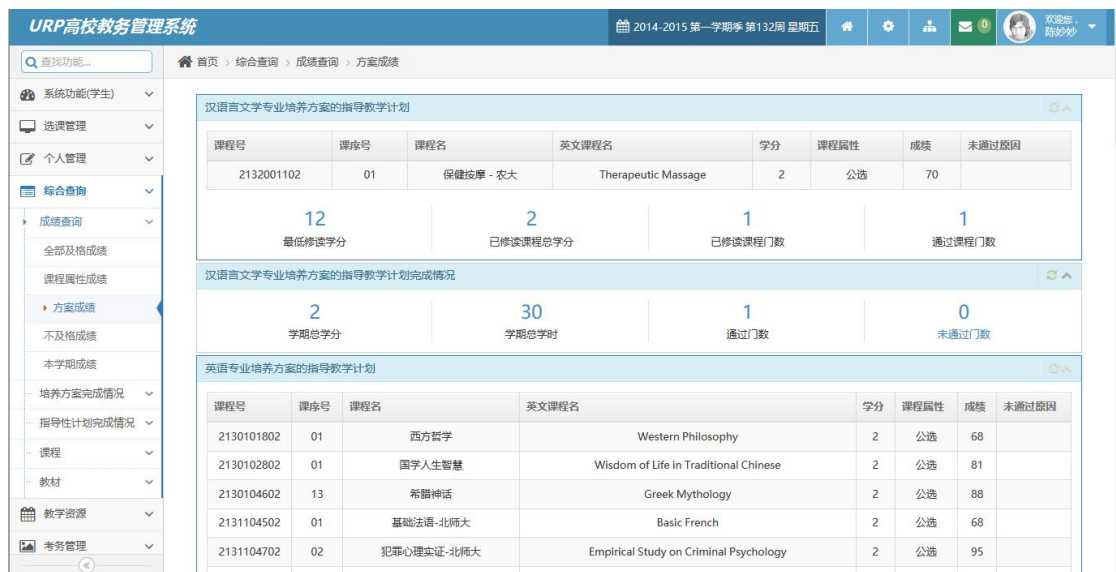 URP高校教务管理系统
2014-2015 第一学期季 第132周 星期五
0
欢迎您，
陈妙妙
查找功能...
首页 › 综合查询 › 成绩查询 › 方案成绩
系统功能(学生)
选课管理
个人管理
综合查询
成绩查询
全部及格成绩
课程属性成绩
方案成绩
不及格成绩
本学期成绩
培养方案完成情况
指导性计划完成情况
课程
教材
教学资源
考务管理
汉语言文学专业培养方案的指导教学计划
课程号 课序号 课程名 英文课程名 学分 课程属性 成绩 未通过原因
2132001102 01 保健按摩 - 农大 Therapeutic Massage 2 公选 70
12 2 1 1
最低修读学分 已修读课程总学分 已修读课程门数 通过课程门数
汉语言文学专业培养方案的指导教学计划完成情况
2 30 1 0
学期总学分 学期总学时 通过门数 未通过门数
英语专业培养方案的指导教学计划
课程号 课序号 课程名 英文课程名 学分 课程属性 成绩 未通过原因
2130101802 01 西方哲学 Western Philosophy 2 公选 68
2130102802 01 国学人生智慧 Wisdom of Life in Traditional Chinese 2 公选 81
2130104602 13 希腊神话 Greek Mythology 2 公选 88
2131104502 01 基础法语-北师大 Basic French 2 公选 68
2131104702 02 犯罪心理实证-北师大 Empirical Study on Criminal Psychology 2 公选 95